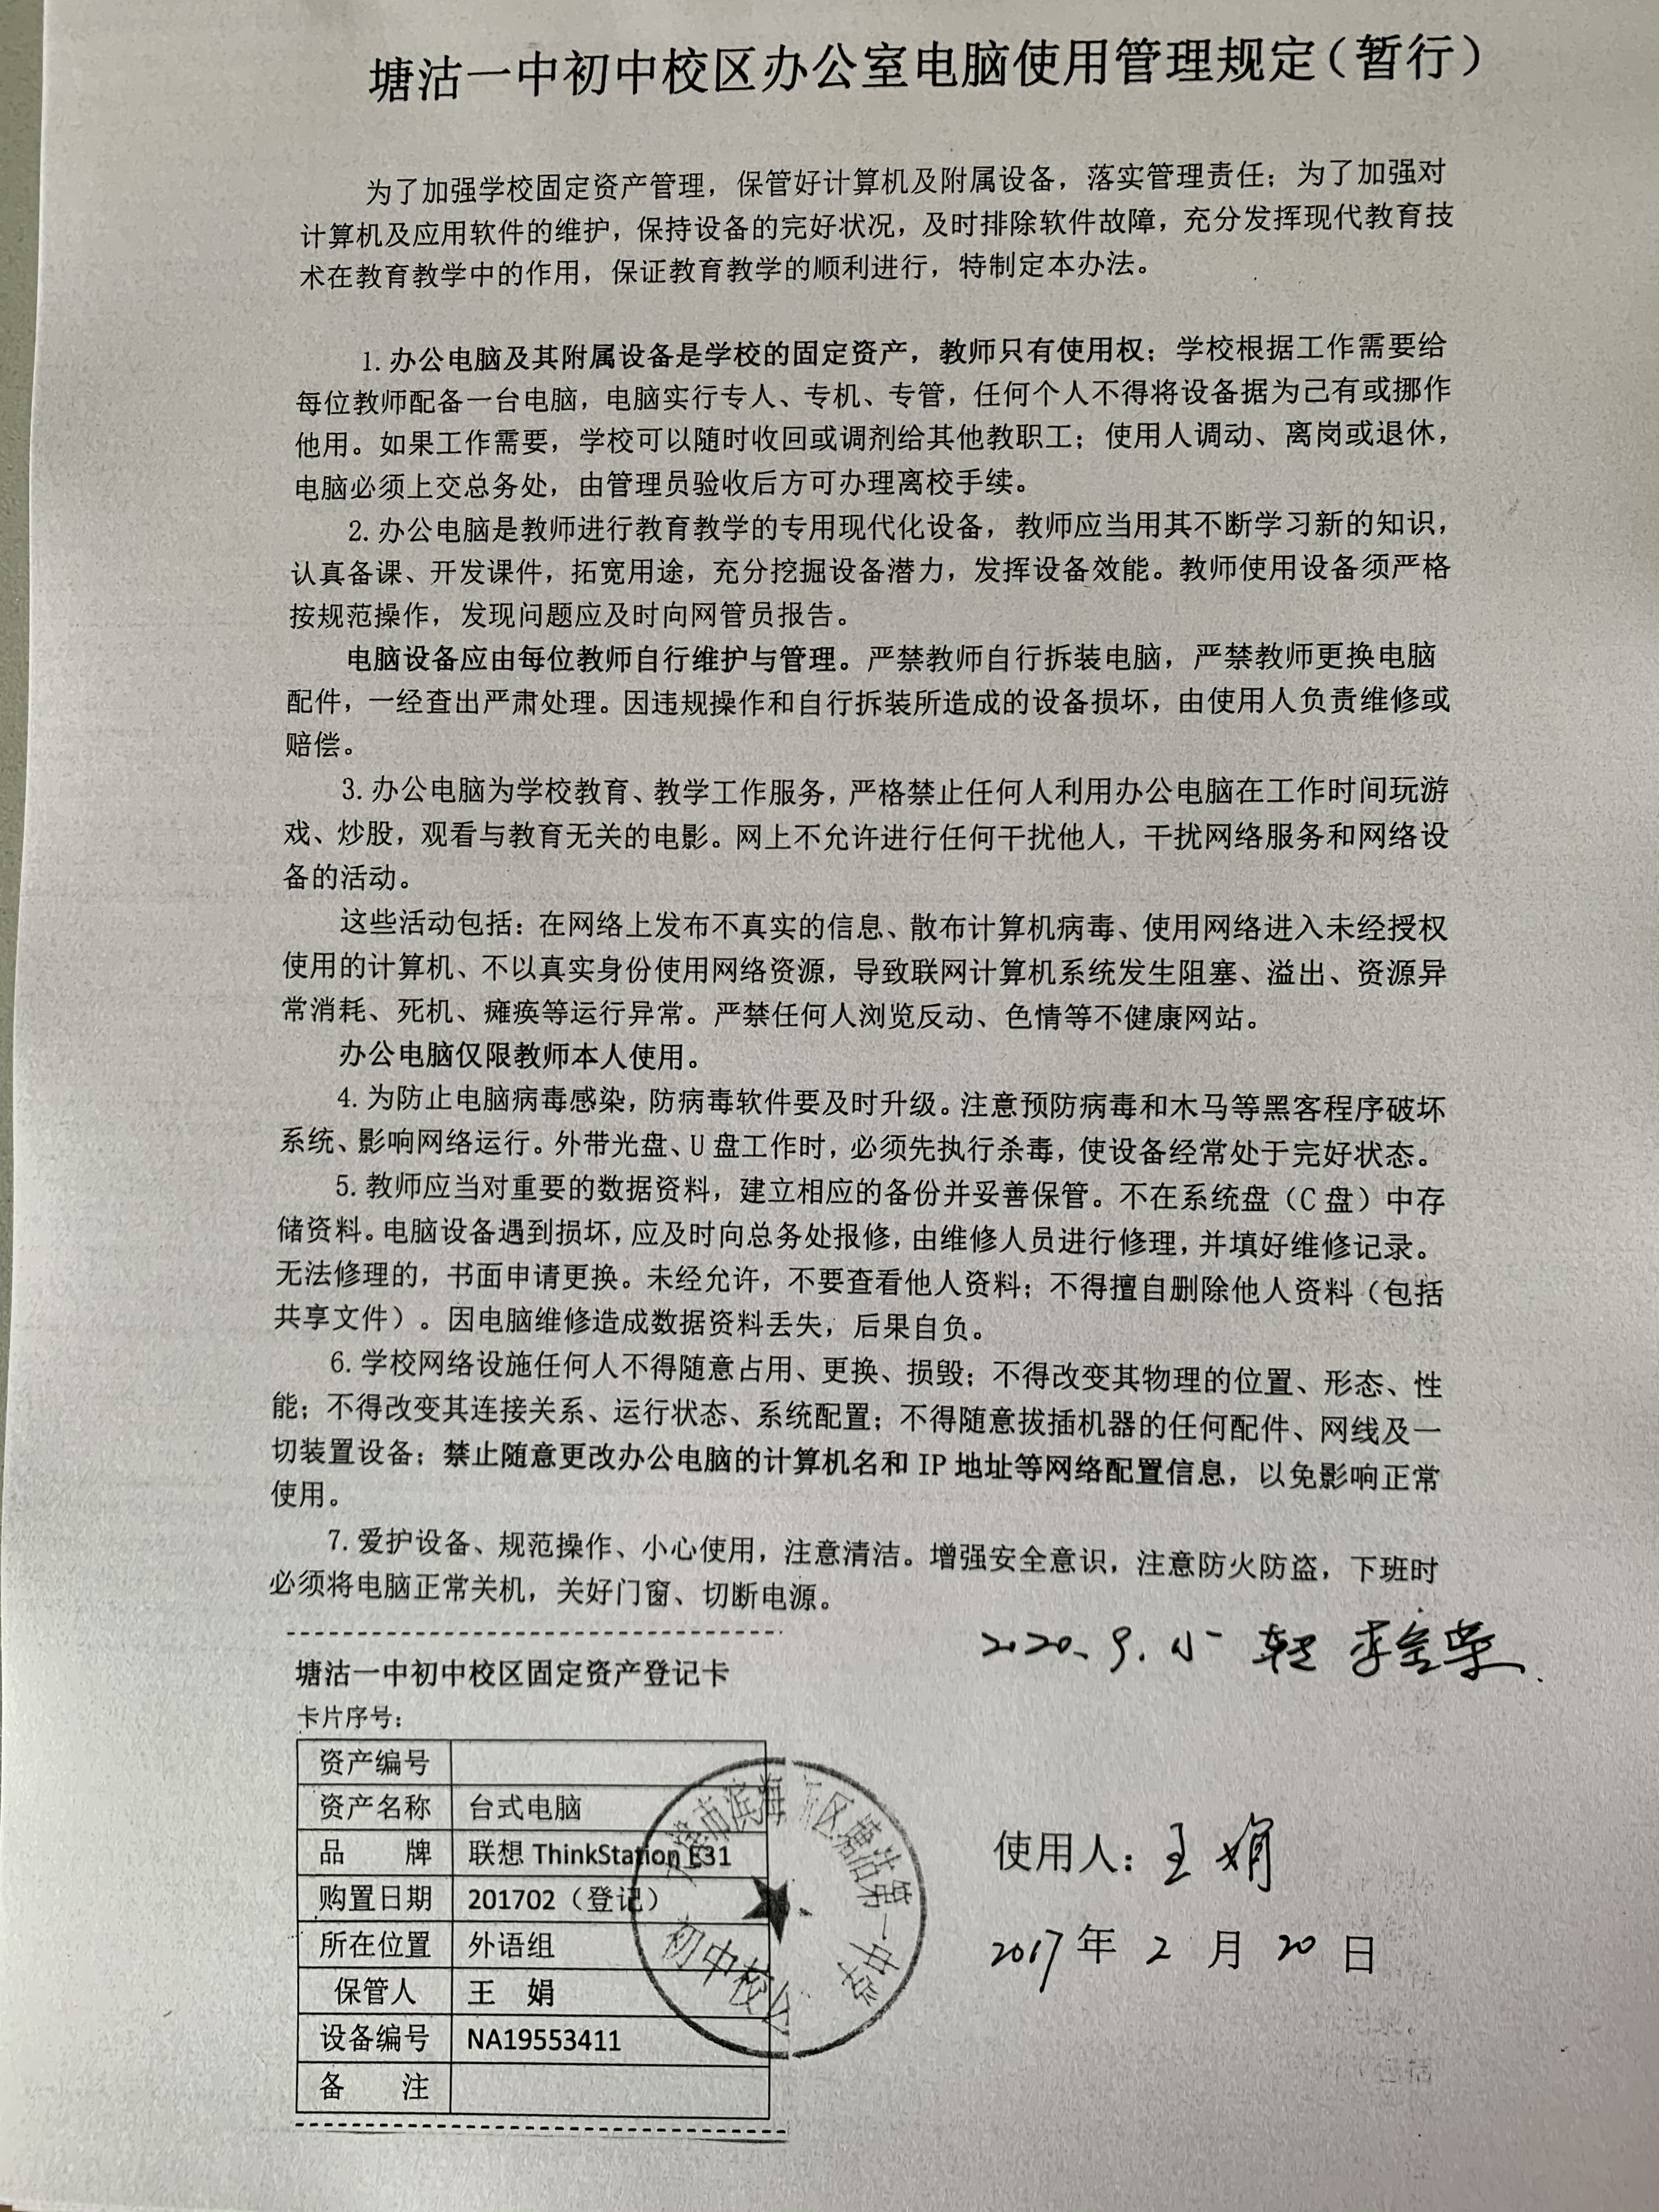 塘沽一中初中校区办公室电脑使用管理规定（暂行）
为了加强学校固定资产管理，保管好计算机及附属设备，落实管理责任；为了加强对
计算机及应用软件的维护，保持设备的完好状况，及时排除软件故障，充分发挥现代教育技
术在教育教学中的作用，保证教育教学的顺利进行，特制定本办法。
1.办公电脑及其附属设备是学校的固定资产，教师只有使用权；学校根据工作需要给
每位教师配备一台电脑，电脑实行专人、专机、专管，任何个人不得将设备据为己有或挪作
他用。如果工作需要，学校可以随时收回或调剂给其他教职工；使用人调动、离岗或退休，
电脑必须上交总务处，由管理员验收后方可办理离校手续。
2.办公电脑是教师进行教育教学的专用现代化设备，教师应当用其不断学习新的知识，
认真备课、开发课件，拓宽用途，充分挖掘设备潜力，发挥设备效能。教师使用设备须严格
按规范操作，发现问题应及时向网管员报告。
电脑设备应由每位教师自行维护与管理。严禁教师自行拆装电脑，严禁教师更换电脑
配件，一经查出严肃处理。因违规操作和自行拆装所造成的设备损坏，由使用人负责维修或
赔偿。
3.办公电脑为学校教育、教学工作服务，严格禁止任何人利用办公电脑在工作时间玩游
戏、炒股，观看与教育无关的电影。网上不允许进行任何干扰他人，干扰网络服务和网络设
备的活动。
这些活动包括：在网络上发布不真实的信息、散布计算机病毒、使用网络进入未经授权
使用的计算机、不以真实身份使用网络资源，导致联网计算机系统发生阻塞、溢出、资源异
常消耗、死机、瘫痪等运行异常。严禁任何人浏览反动、色情等不健康网站。
办公电脑仅限教师本人使用。
4.为防止电脑病毒感染，防病毒软件要及时升级。注意预防病毒和木马等黑客程序破坏
系统、影响网络运行。外带光盘、U盘工作时，必须先执行杀毒，使设备经常处于完好状态。
5.教师应当对重要的数据资料，建立相应的备份并妥善保管。不在系统盘（C盘）中存
储资料。电脑设备遇到损坏，应及时向总务处报修，由维修人员进行修理，并填好维修记录。
无法修理的，书面申请更换。未经允许，不要查看他人资料；不得擅自删除他人资料（包括
共享文件）。因电脑维修造成数据资料丢失，后果自负。
6.学校网络设施任何人不得随意占用、更换、损毁；不得改变其物理的位置、形态、性
能；不得改变其连接关系、运行状态、系统配置；不得随意拔插机器的任何配件、网线及一
切装置设备；禁止随意更改办公电脑的计算机名和IP地址等网络配置信息，以免影响正常
使用。
7.爱护设备、规范操作、小心使用，注意清洁。增强安全意识，注意防火防盗，下班时
必须将电脑正常关机，关好门窗、切断电源。
2020.9.
塘沽一中初中校区固定资产登记卡
卡片序号：
资产编号
资产名称 台式电脑
品 牌 联想 ThinkStation E31
购置日期 201702（登记）
所在位置 外语组
保管人 王 娟
设备编号 NA19553411
备 注
使用人：王娟
2017年2月20日
天津市滨海新区塘沽第一中学
初中校区